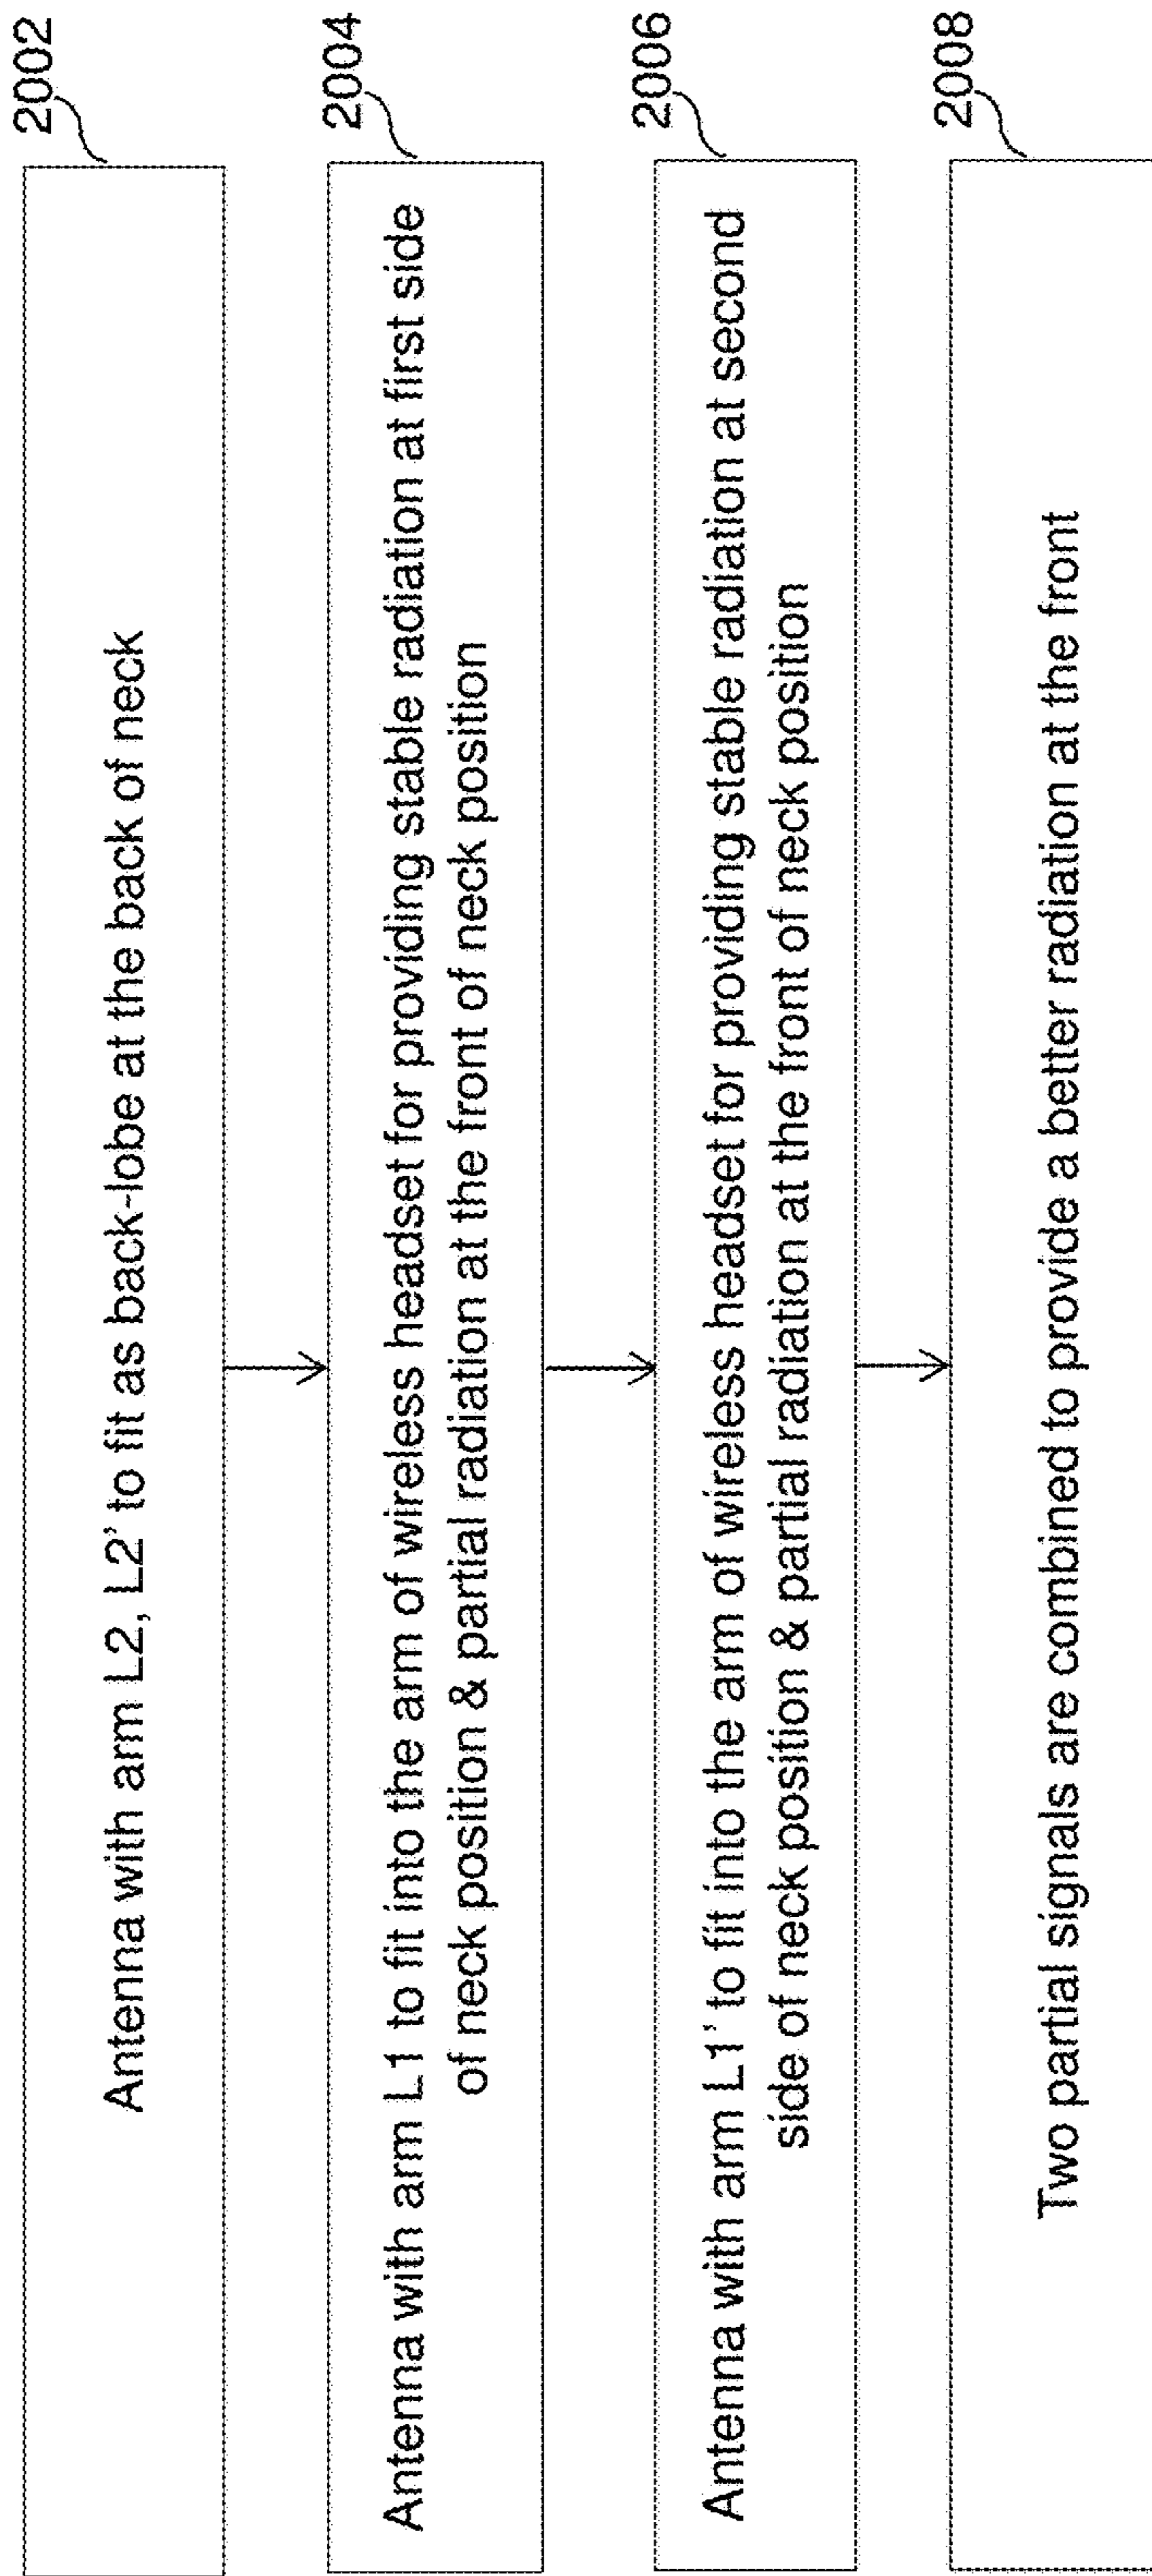 2002
Antenna with arm L2, L2' to fit as back-lobe at the back of neck
2004
Antenna with arm L1 to fit into the arm of wireless headset for providing stable radiation at first side
of neck position & partial radiation at the front of neck position
2006
Antenna with arm L1' to fit into the arm of wireless headset for providing stable radiation at second
side of neck position & partial radiation at the front of neck position
2008
Two partial signals are combined to provide a better radiation at the front